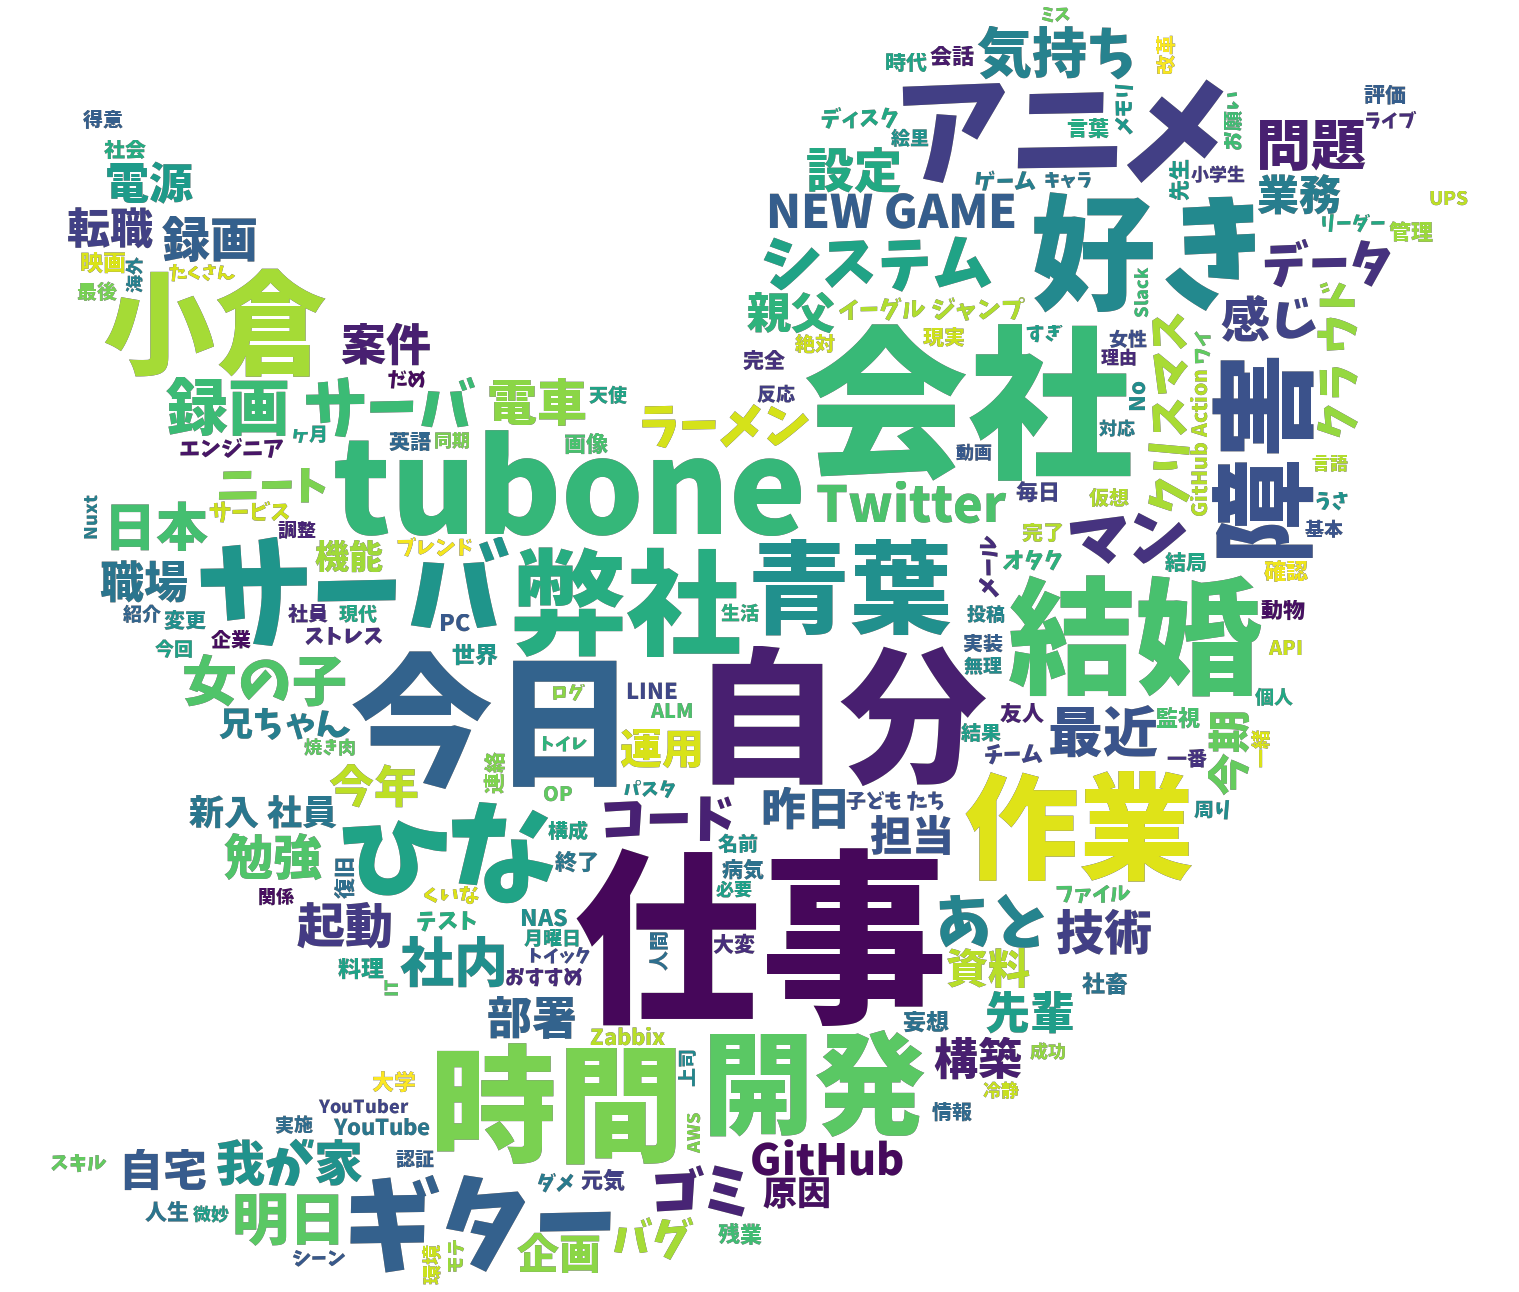 ミス
気持ち
会話
時代
改革
アニメ
得意
評価
ライブ
ディスク
メモリ
お願い
言葉
絵里
問題
社会
設定
電源
ゲーム キャラ
先生
小学生
業務
NEW GAME
好き
UPS
転職
録画
リーダー
管理
システム
データ
映画
たくさん
海外
最後
小倉
Slack
親父
イーグル ジャンプ
感じ
クラウド
案件
絶対
現実
すぎ
女性
理由
クリスマス
ワイ
完全
会社
だめ
反応
No
GitHub Action
障害
録画
サーバ
電車
天使
ラーメン
対応
エンジニア
ヶ月
英語
同期
画像
動画
言語
ニート
tubone
Twitter
毎日
仮想
うさ
Nuxt
日本
サービス
調整
マン
基本
完了
機能
ブレンド
オタク
結局
メーン
確認
職場
サーバ
弊社
青葉
紹介
変更
社員
現代
PC
生活
投稿
結婚
動物
企業
ストレス
今回
世界
実装
無理
API
女の子
今日
自分
ログ
LINE
ALM
個人
友人
兄ちゃん
焼き肉
トイレ
運用
結果
最近
監視
今期
チーム
一番
今年
連絡
パスタ
OP
昨日
子ども たち
作業
周り
新入 社員
コード
担当
構成
名前
勉強
ひな
終了
病気
復旧
必要
関係
くいな
仕事
ファイル
起動
テスト
NAS
月曜日
あと
技術
社内
トイック
人間
大変
料理
おすすめ
資料
IT
社畜
部署
先輩
妄想
Zabbix
時間
開発
構築
成功
上司
大学
冷静
YouTuber
情報
実施
YouTube
AWS
スキル
自宅
我が家
認証
GitHub
ダメ
元気
ゴミ
原因
人生
微妙
明日
ギター
シーン
環境
モテ
企画
バグ
残業